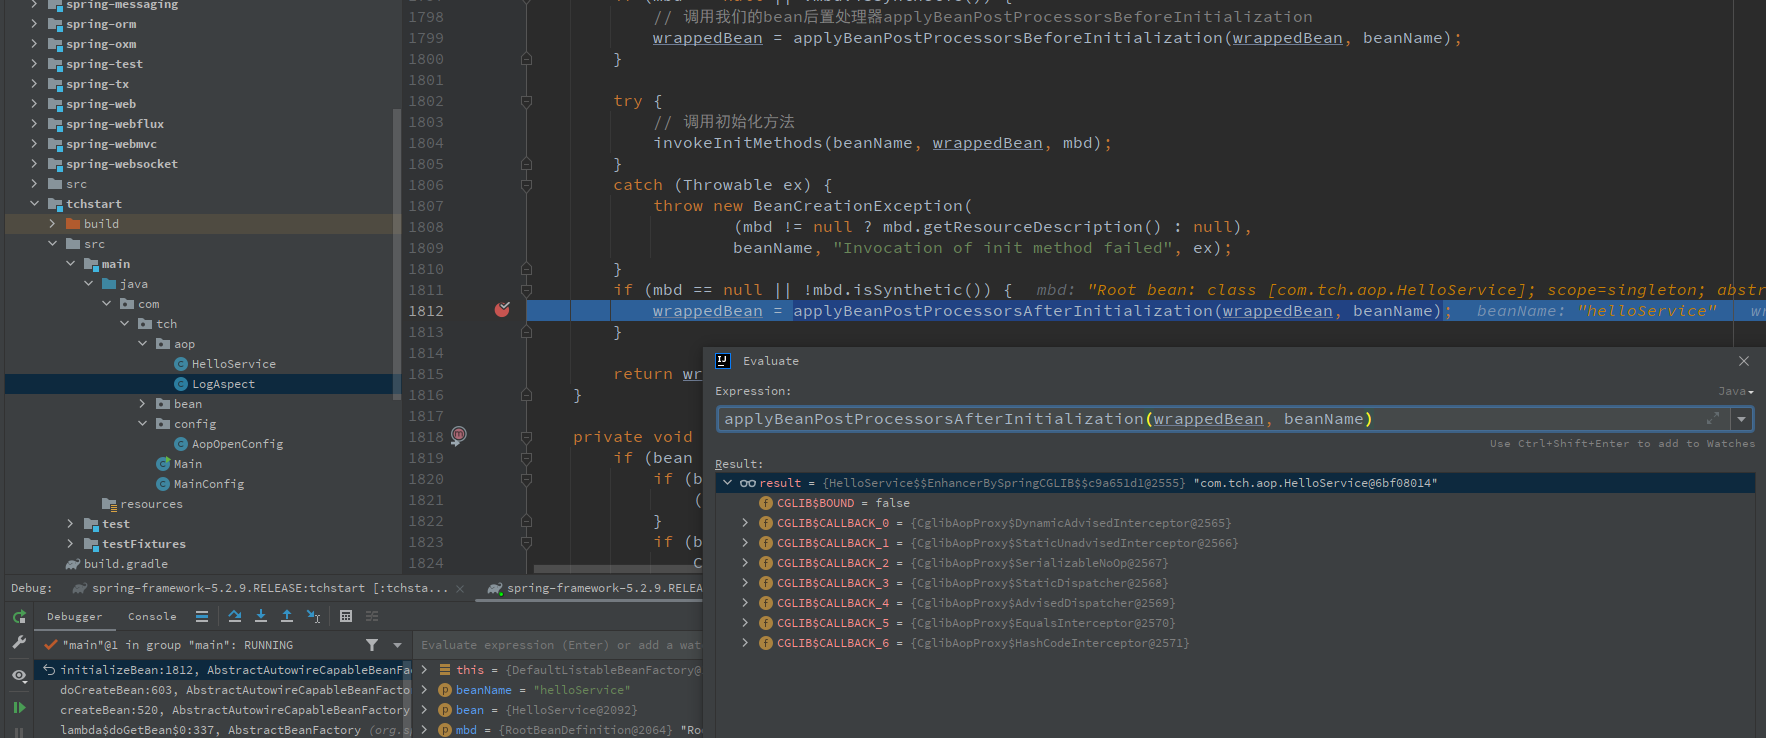 spring-messaging
spring-orm
spring-oxm
spring-test
spring-tx
spring-web
spring-webflux
spring-webmvc
spring-websocket
src
tchstart
build
src
main
java
com
tch
aop
HelloService
LogAspect
bean
config
AopOpenConfig
Main
MainConfig
resources
test
testFixtures
build.gradle
1798 // 调用我们的bean后置处理器applyBeanPostProcessorsBeforeInitialization
1799 wrappedBean = applyBeanPostProcessorsBeforeInitialization(wrappedBean, beanName);
1800 }
1801
1802 try {
1803 // 调用初始化方法
1804 invokeInitMethods(beanName, wrappedBean, mbd);
1805 }
1806 catch (Throwable ex) {
1807 throw new BeanCreationException(
1808 (mbd != null ? mbd.getResourceDescription() : null),
1809 beanName, "Invocation of init method failed", ex);
1810 }
1811 if (mbd == null || !mbd.isSynthetic()) { mbd: "Root bean: class [com.tch.aop.HelloService]; scope=singleton; abstr
1812 wrappedBean = applyBeanPostProcessorsAfterInitialization(wrappedBean, beanName); beanName: "helloService" wr
1813 }
1814
1815 return wr
1816 }
1817
1818 private void
1819 if (bean
1820 if (b
1821 (
1822 }
1823 if (b
1824 C
Evaluate
Expression:
Java
applyBeanPostProcessorsAfterInitialization(wrappedBean, beanName)
Use Ctrl+Shift+Enter to add to Watches
Result:
result = {HelloService$$EnhancerBySpringCGLIB$$c9a651d1@2555} "com.tch.aop.HelloService@6bf08014"
CGLIB$BOUND = false
CGLIB$CALLBACK_0 = {CglibAopProxy$DynamicAdvisedInterceptor@2565}
CGLIB$CALLBACK_1 = {CglibAopProxy$StaticUnadvisedInterceptor@2566}
CGLIB$CALLBACK_2 = {CglibAopProxy$SerializableNoOp@2567}
CGLIB$CALLBACK_3 = {CglibAopProxy$StaticDispatcher@2568}
CGLIB$CALLBACK_4 = {CglibAopProxy$AdvisedDispatcher@2569}
CGLIB$CALLBACK_5 = {CglibAopProxy$EqualsInterceptor@2570}
CGLIB$CALLBACK_6 = {CglibAopProxy$HashCodeInterceptor@2571}
Debug: spring-framework-5.2.9.RELEASE:tchstart [:tchsta... spring-framework-5.2.9.RELEA
Debugger Console
"main"@1 in group "main": RUNNING
Evaluate expression (Enter) or add a wat
initializeBean:1812, AbstractAutowireCapableBeanFa
doCreateBean:603, AbstractAutowireCapableBeanFacto
createBean:520, AbstractAutowireCapableBeanFactory
lambda$doGetBean$0:337, AbstractBeanFactory (org.s
this = {DefaultListableBeanFactory@
beanName = "helloService"
bean = {HelloService@2092}
mbd = {RootBeanDefinition@2064} "Ro